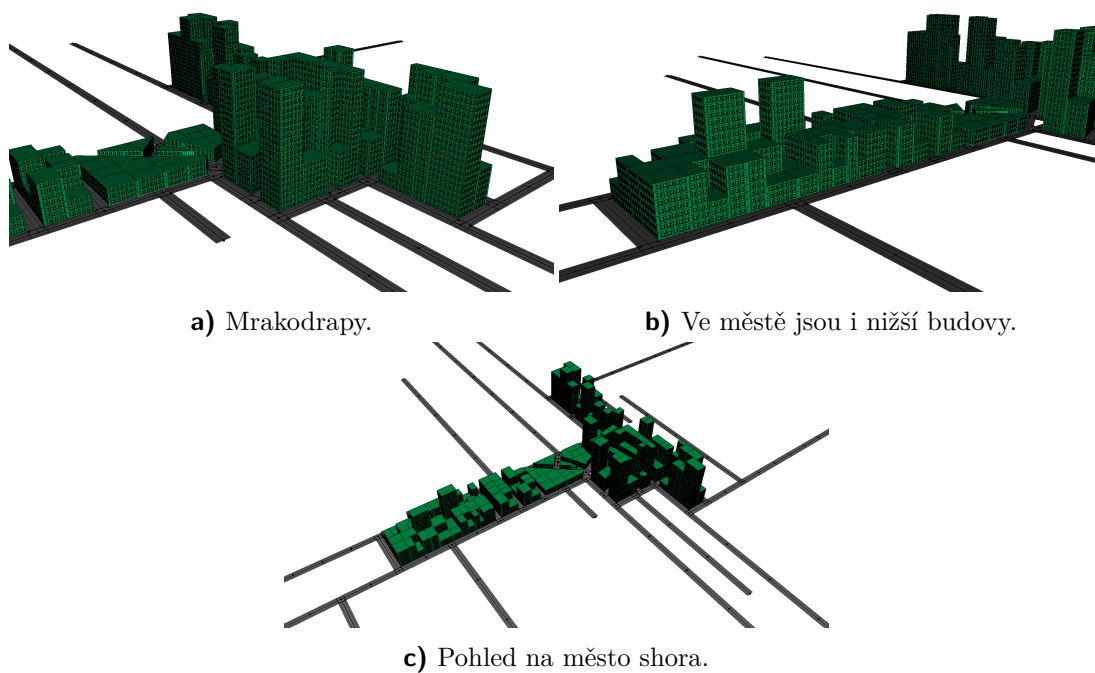 a) Mrakodrapy.
b) Ve městě jsou i nižší budovy.
c) Pohled na město shora.